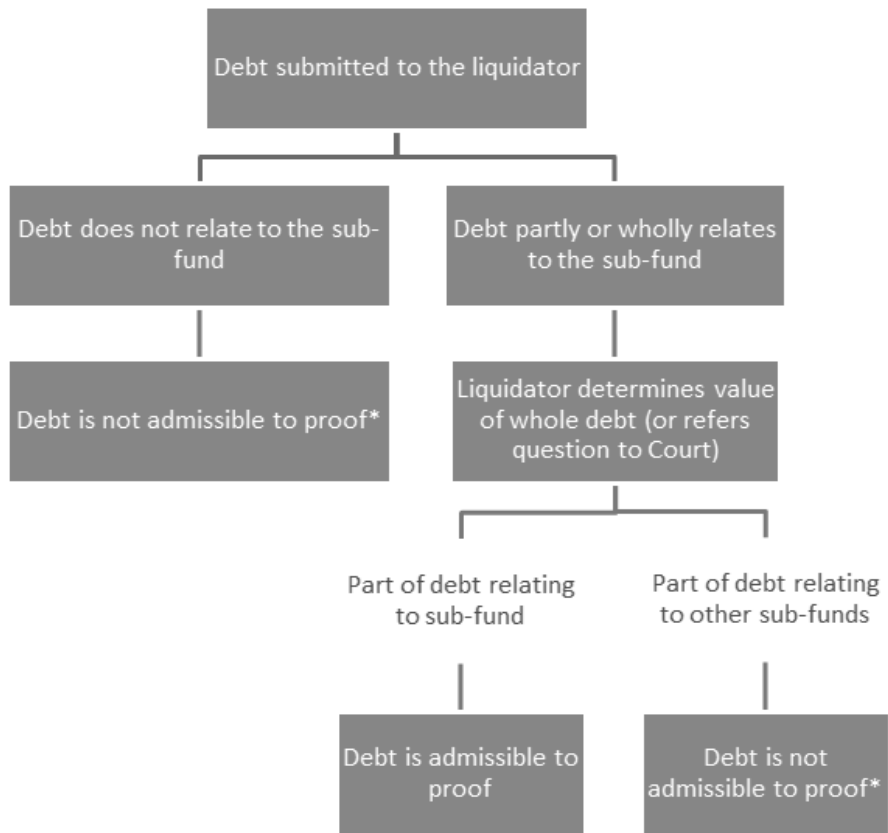 Debt submitted to the liquidator
Debt does not relate to the sub-
fund
Debt partly or wholly relates
to the sub-fund
Debt is not admissible to proof*
Liquidator determines value
of whole debt (or refers
question to Court)
Part of debt relating
to sub-fund
Part of debt relating
to other sub-funds
Debt is admissible to
proof
Debt is not
admissible to proof*